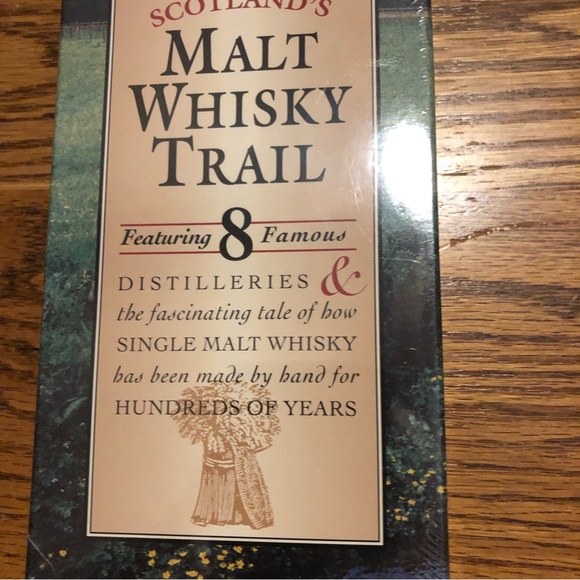 SCOTLAND'S
MALT
WHISKY
TRAIL
Featuring 8 Famous
DISTILLERIES &
the fascinating tale of how
SINGLE MALT WHISKY
has been made by hand for
HUNDREDS OF YEARS